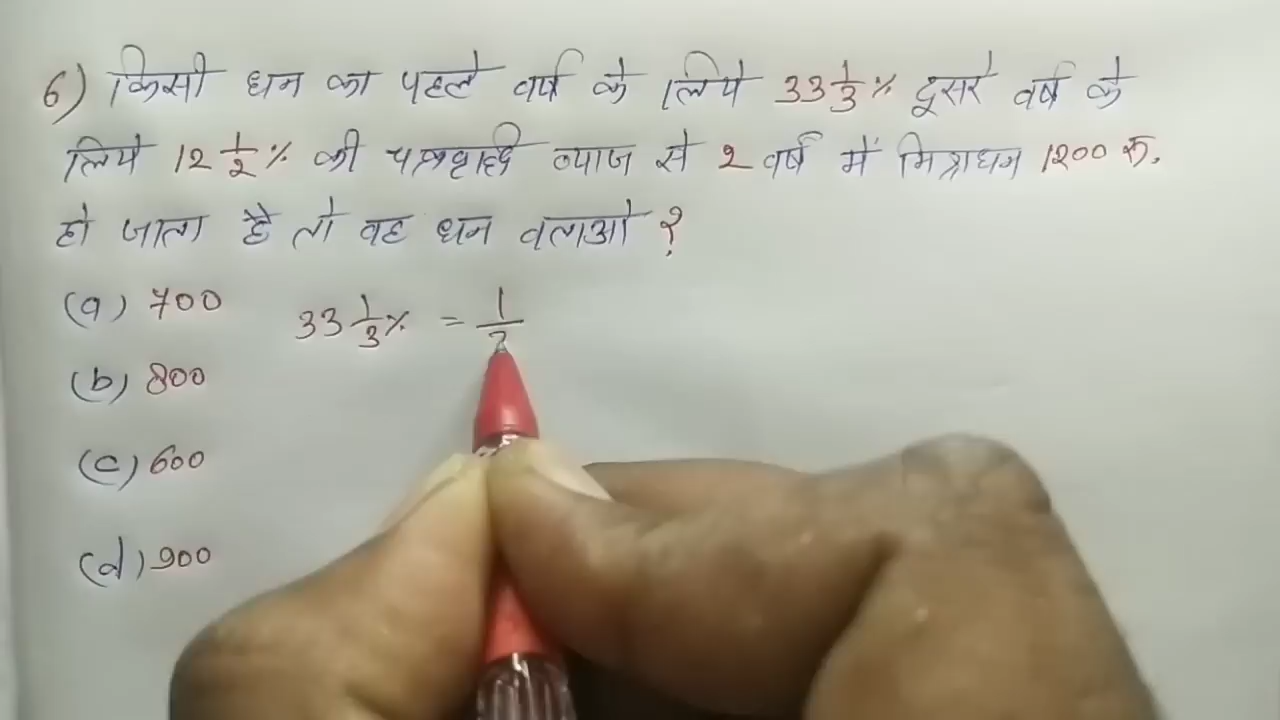 6) किसी धन का पहले वर्ष के लिये 33 1/3 % दूसरे वर्ष के
लिये 12 1/2 % की चक्रवृद्धि ब्याज से 2 वर्ष में मिश्राधन 1200 रु.
हो जाता है तो वह धन बताओ ?
(a) 700
33 1/3 % = 1/3
(b) 800
(c) 600
(d) 900